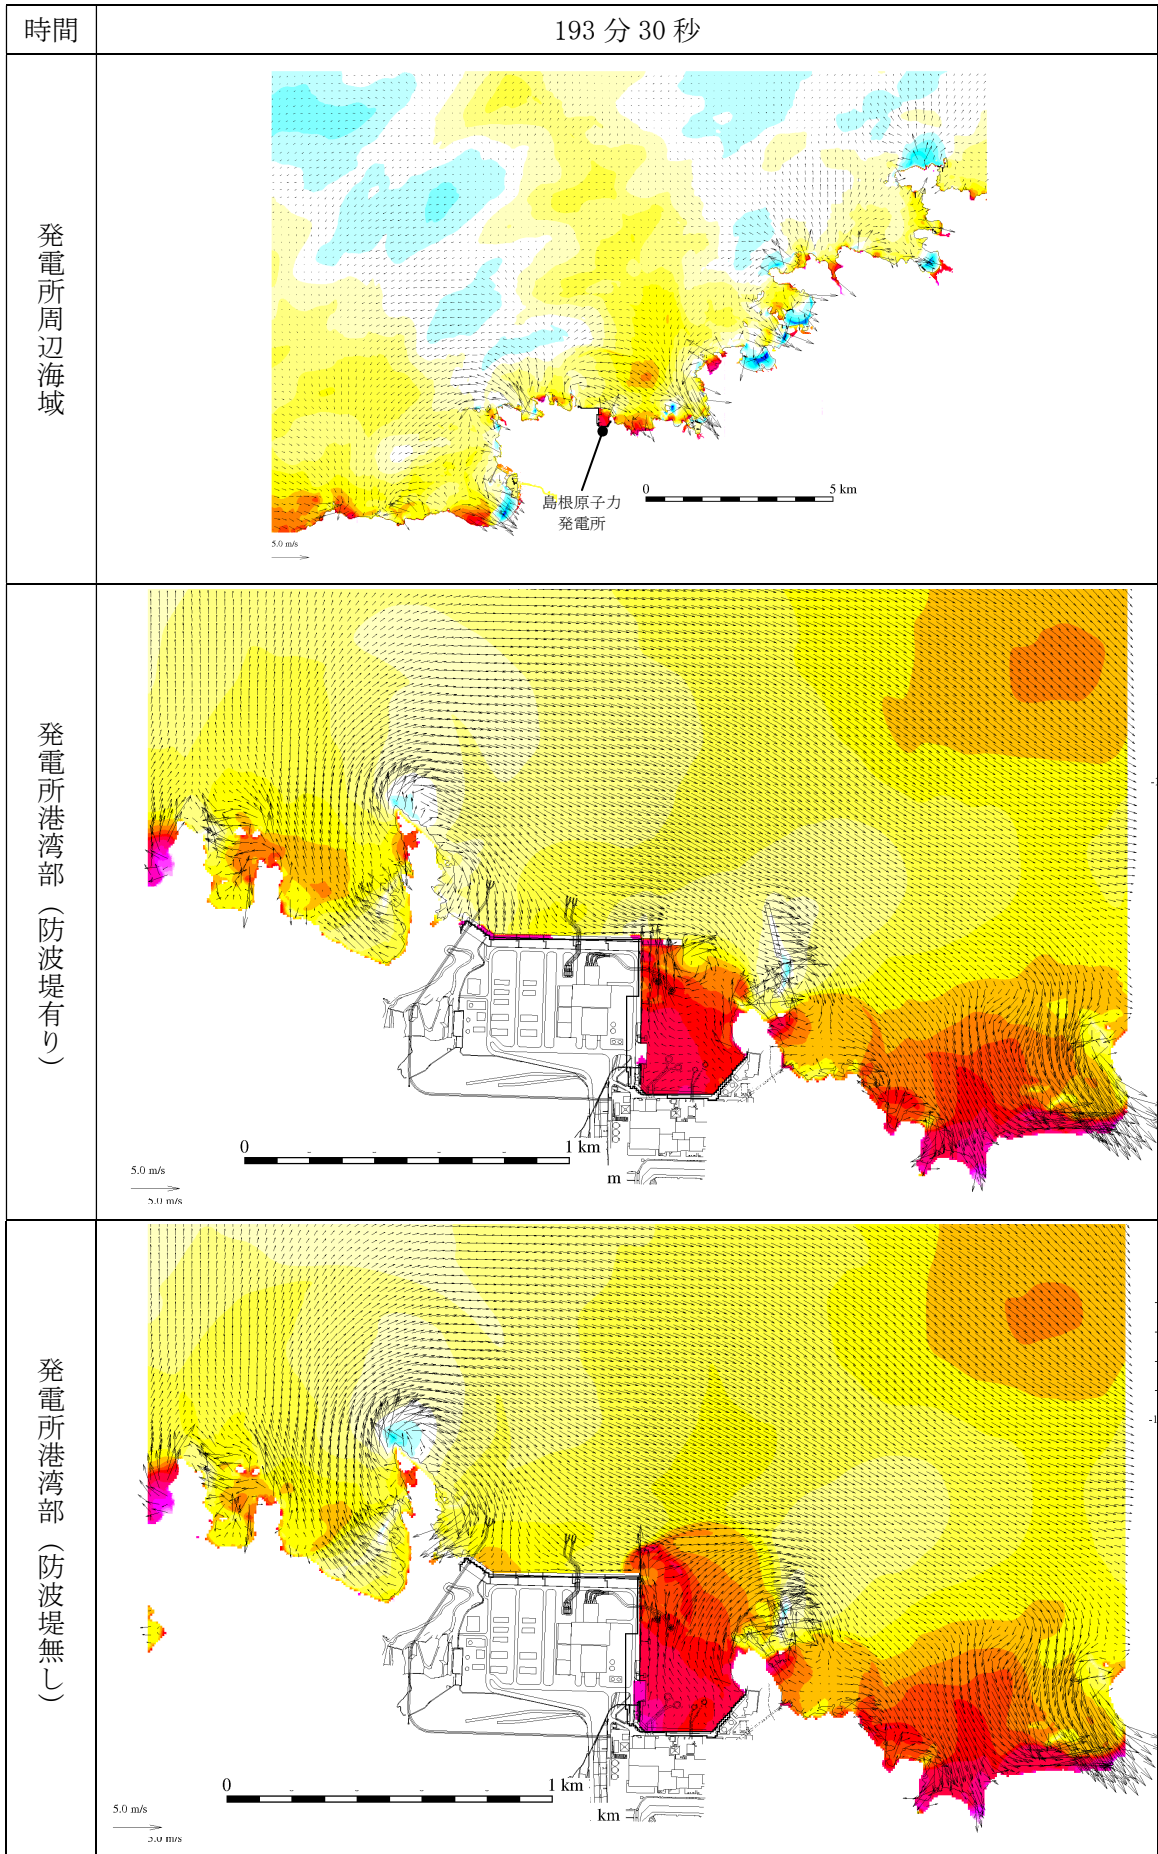 時間
193 分 30 秒
発電所周辺海域
島根原子力
発電所
0
5 km
5.0 m/s
発電所港湾部（防波堤有り）
0
1 km
m
5.0 m/s
5.0 m/s
発電所港湾部（防波堤無し）
0
1 km
km
5.0 m/s
5.0 m/s